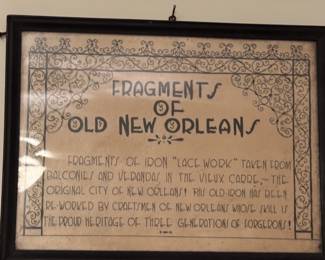 FRAGMENTS
OF
OLD NEW ORLEANS
FRAGMENTS OF IRON "LACE WORK" TAKEN FROM
BALCONIES AND VERANDAS IN THE VIEUX CARRE,- THE
ORIGINAL CITY OF NEW ORLEANS! THIS OLD IRON HAS BEEN
RE-WORKED BY CRAFTSMEN OF NEW ORLEANS WHOSE SKILL IS
THE PROUD HERITAGE OF THREE GENERATIONS OF FORGERONS!